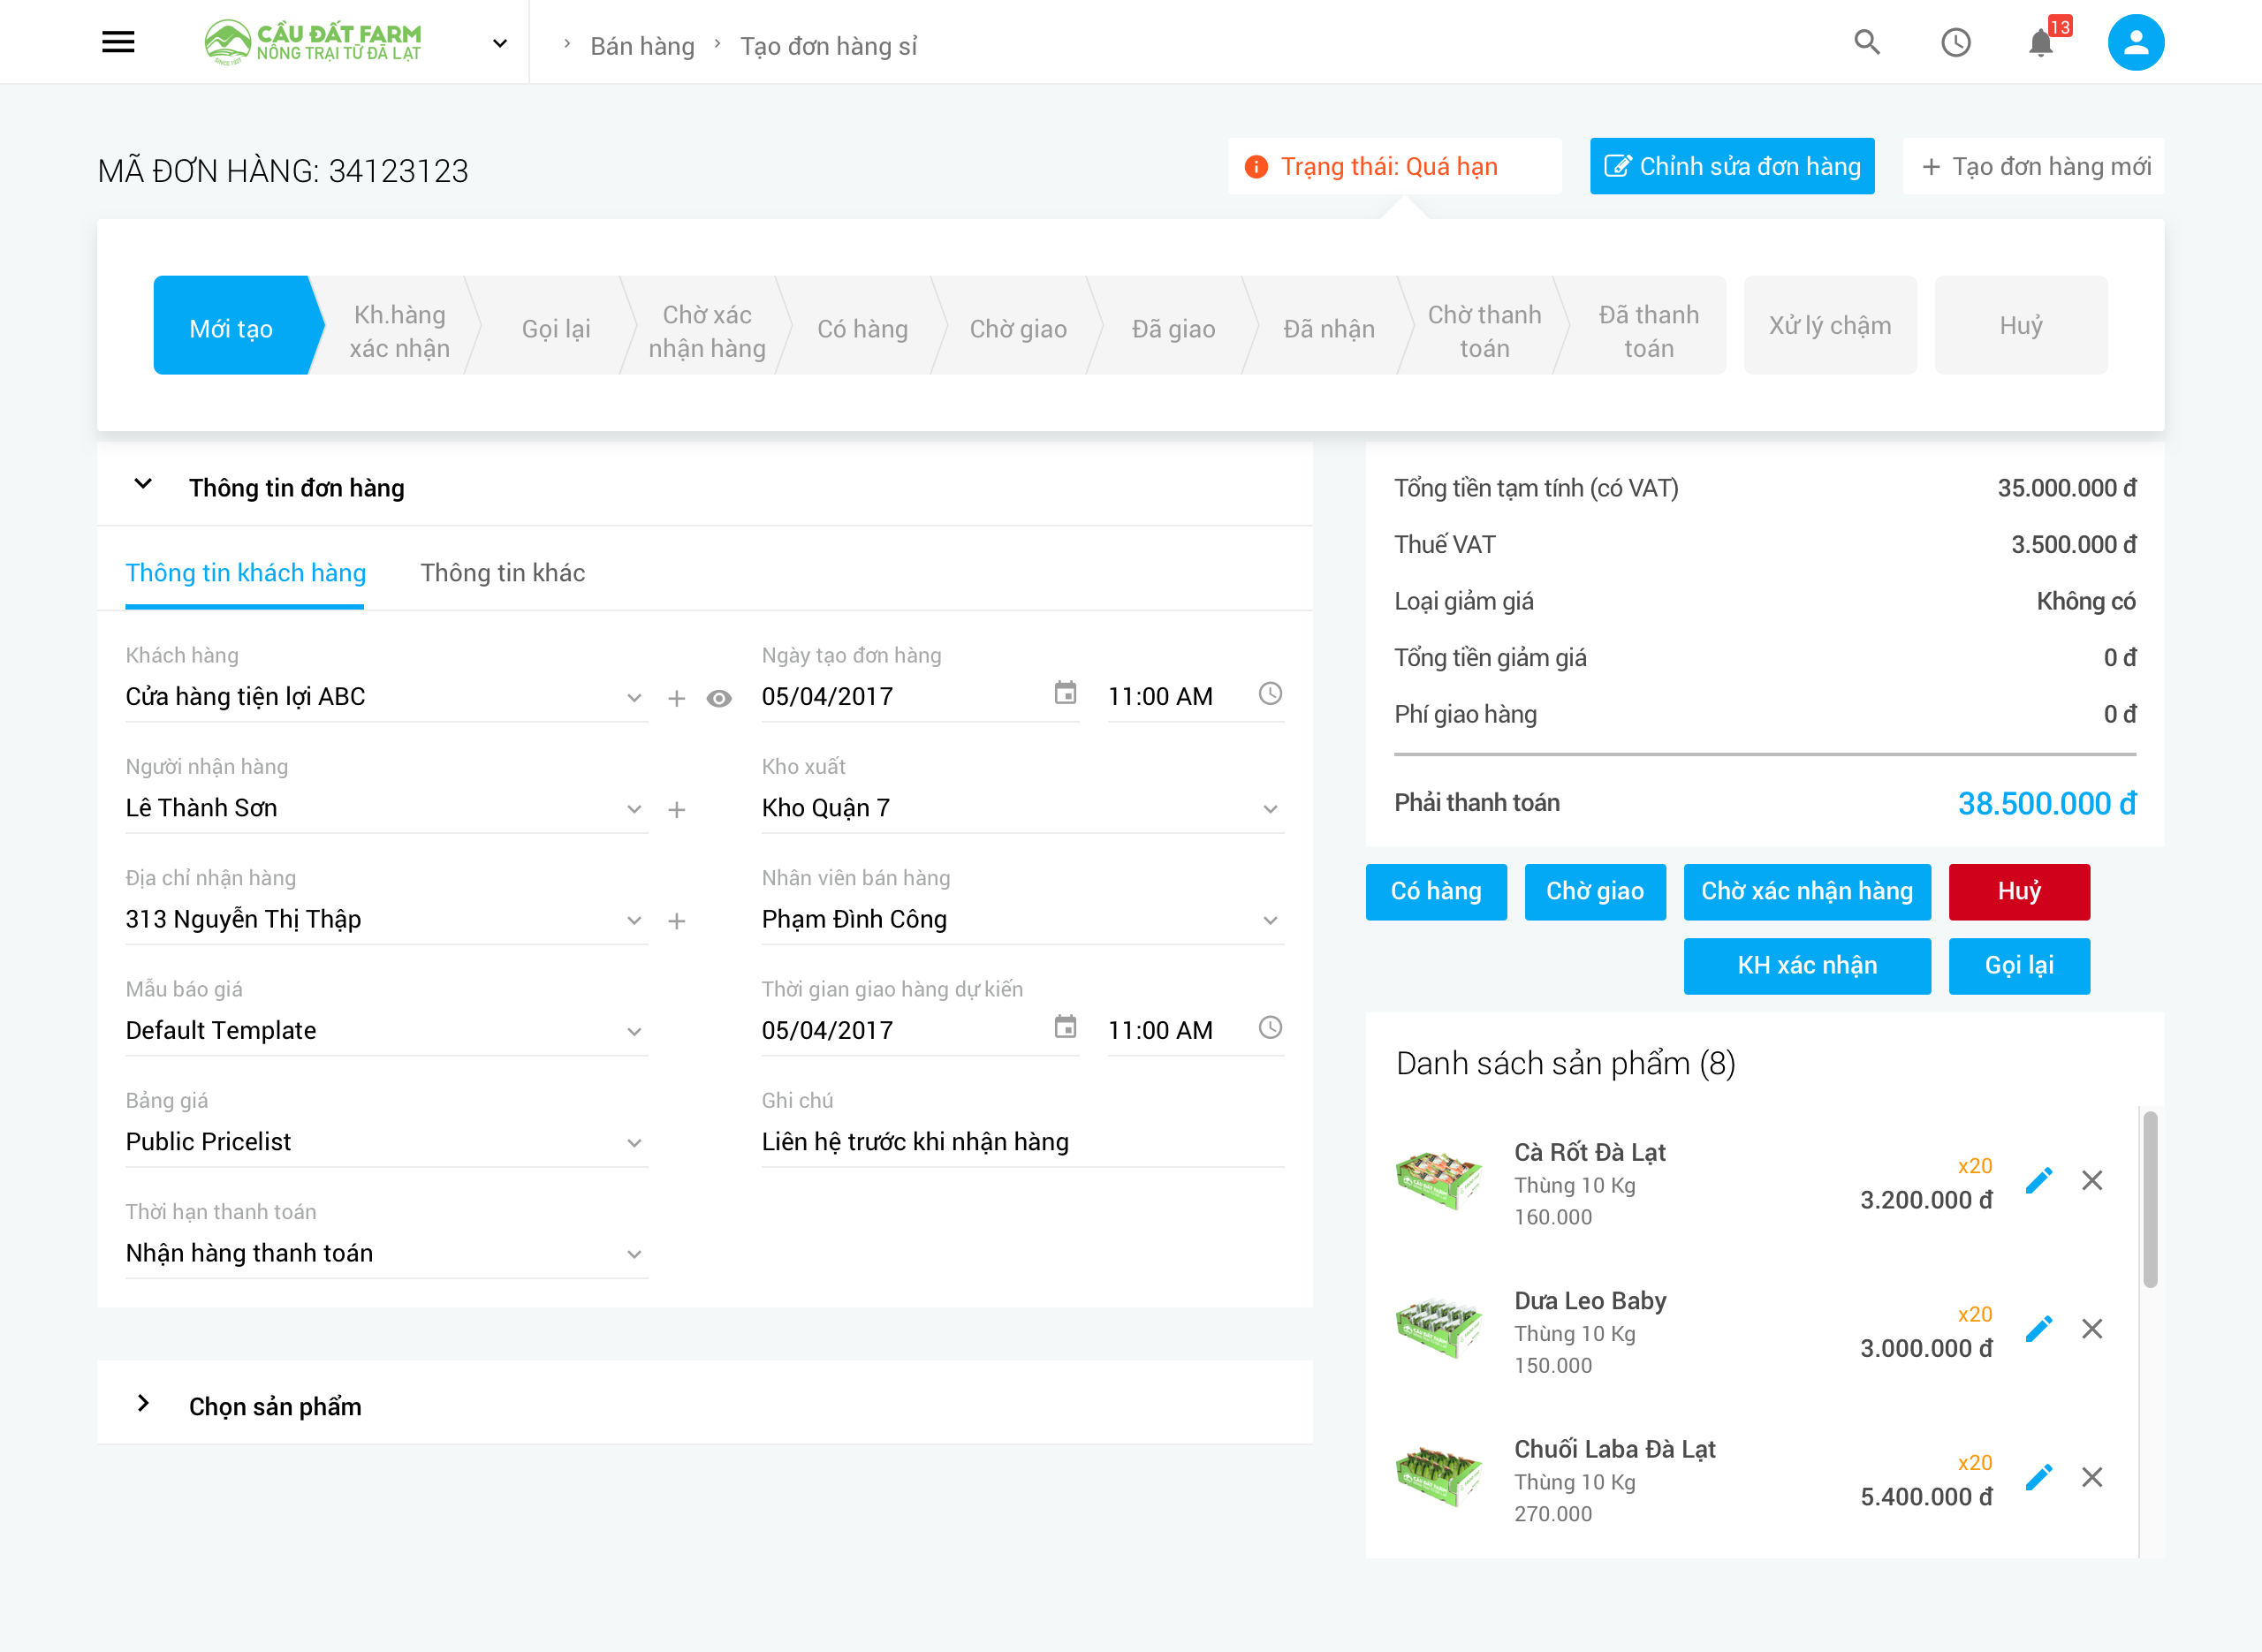 CẦU ĐẤT FARM
NÔNG TRẠI TỪ ĐÀ LẠT
SINCE 1927
Bán hàng
Tạo đơn hàng sỉ
13
MÃ ĐƠN HÀNG: 34123123
Trạng thái: Quá hạn
Chỉnh sửa đơn hàng
+ Tạo đơn hàng mới
Mới tạo
Kh.hàng
xác nhận
Gọi lại
Chờ xác
nhận hàng
Có hàng
Chờ giao
Đã giao
Đã nhận
Chờ thanh
toán
Đã thanh
toán
Xử lý chậm
Huỷ
Thông tin đơn hàng
Thông tin khách hàng
Thông tin khác
Khách hàng
Cửa hàng tiện lợi ABC
Ngày tạo đơn hàng
05/04/2017
11:00 AM
Người nhận hàng
Lê Thành Sơn
Kho xuất
Kho Quận 7
Địa chỉ nhận hàng
313 Nguyễn Thị Thập
Nhân viên bán hàng
Phạm Đình Công
Mẫu báo giá
Default Template
Thời gian giao hàng dự kiến
05/04/2017
11:00 AM
Bảng giá
Public Pricelist
Ghi chú
Liên hệ trước khi nhận hàng
Thời hạn thanh toán
Nhận hàng thanh toán
Chọn sản phẩm
Tổng tiền tạm tính (có VAT) 35.000.000 đ
Thuế VAT 3.500.000 đ
Loại giảm giá Không có
Tổng tiền giảm giá 0 đ
Phí giao hàng 0 đ
Phải thanh toán 38.500.000 đ
Có hàng
Chờ giao
Chờ xác nhận hàng
Huỷ
KH xác nhận
Gọi lại
Danh sách sản phẩm (8)
Cà Rốt Đà Lạt
Thùng 10 Kg
160.000
x20
3.200.000 đ
Dưa Leo Baby
Thùng 10 Kg
150.000
x20
3.000.000 đ
Chuối Laba Đà Lạt
Thùng 10 Kg
270.000
x20
5.400.000 đ